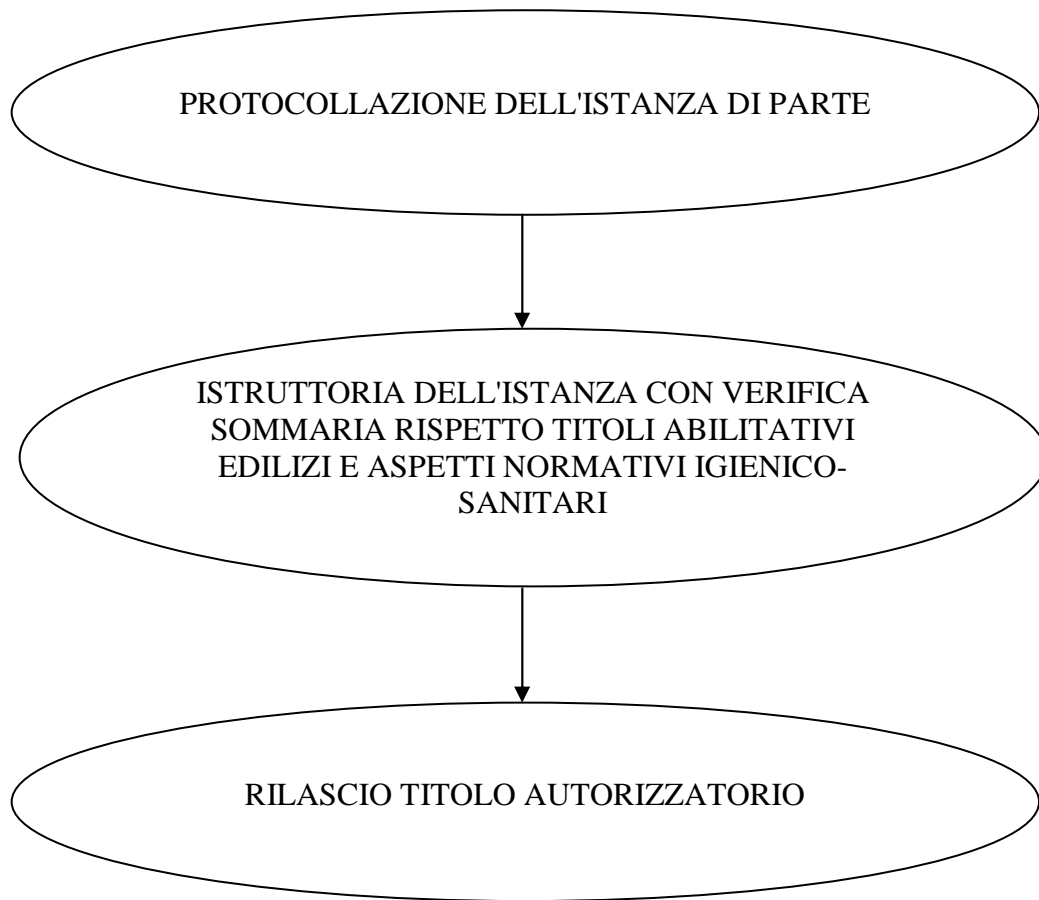 PROTOCOLLAZIONE DELL'ISTANZA DI PARTE
ISTRUTTORIA DELL'ISTANZA CON VERIFICA
SOMMARIA RISPETTO TITOLI ABILITATIVI
EDILIZI E ASPETTI NORMATIVI IGIENICO-
SANITARI
RILASCIO TITOLO AUTORIZZATORIO